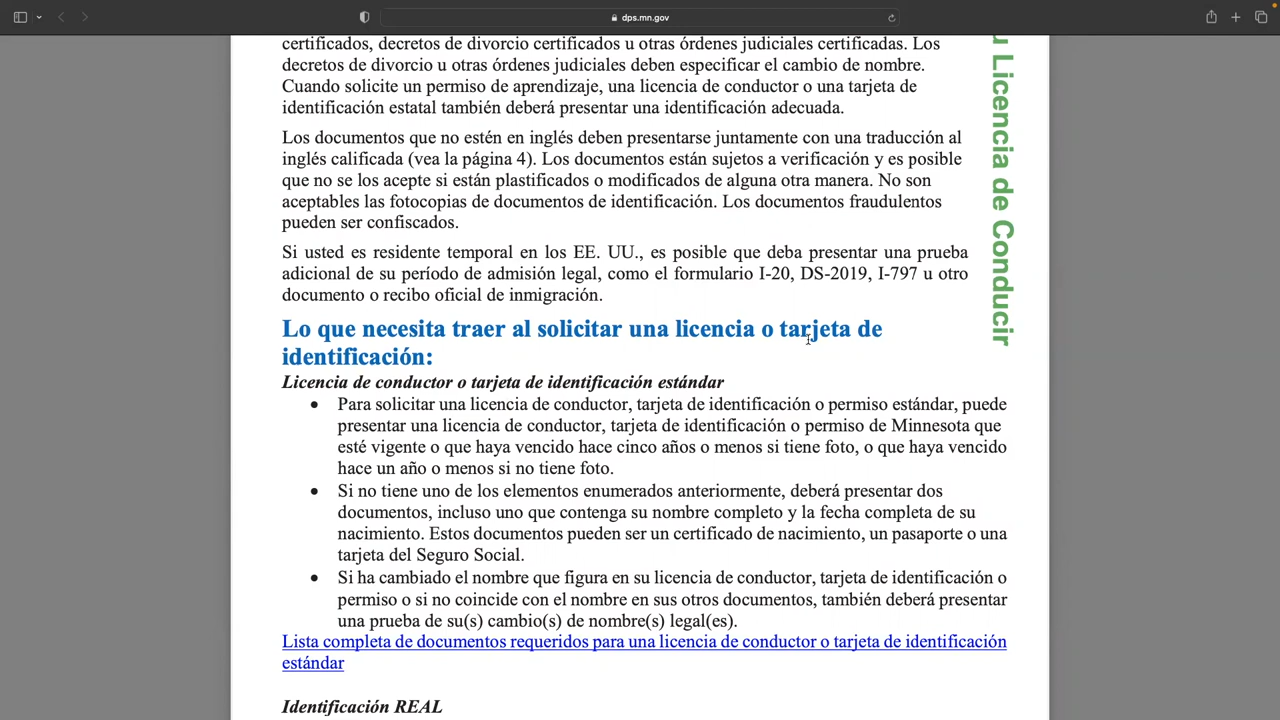 dps.mn.gov
certificados, decretos de divorcio certificados u otras órdenes judiciales certificadas. Los
decretos de divorcio u otras órdenes judiciales deben especificar el cambio de nombre.
Cuando solicite un permiso de aprendizaje, una licencia de conductor o una tarjeta de
identificación estatal también deberá presentar una identificación adecuada.
Los documentos que no estén en inglés deben presentarse juntamente con una traducción al
inglés calificada (vea la página 4). Los documentos están sujetos a verificación y es posible
que no se los acepte si están plastificados o modificados de alguna otra manera. No son
aceptables las fotocopias de documentos de identificación. Los documentos fraudulentos
pueden ser confiscados.
Si usted es residente temporal en los EE. UU., es posible que deba presentar una prueba
adicional de su período de admisión legal, como el formulario I-20, DS-2019, I-797 u otro
documento o recibo oficial de inmigración.
Lo que necesita traer al solicitar una licencia o tarjeta de
identificación:
Licencia de conductor o tarjeta de identificación estándar
• Para solicitar una licencia de conductor, tarjeta de identificación o permiso estándar, puede
presentar una licencia de conductor, tarjeta de identificación o permiso de Minnesota que
esté vigente o que haya vencido hace cinco años o menos si tiene foto, o que haya vencido
hace un año o menos si no tiene foto.
• Si no tiene uno de los elementos enumerados anteriormente, deberá presentar dos
documentos, incluso uno que contenga su nombre completo y la fecha completa de su
nacimiento. Estos documentos pueden ser un certificado de nacimiento, un pasaporte o una
tarjeta del Seguro Social.
• Si ha cambiado el nombre que figura en su licencia de conductor, tarjeta de identificación o
permiso o si no coincide con el nombre en sus otros documentos, también deberá presentar
una prueba de su(s) cambio(s) de nombre(s) legal(es).
Lista completa de documentos requeridos para una licencia de conductor o tarjeta de identificación
estándar
Identificación REAL
u Licencia de Conducir